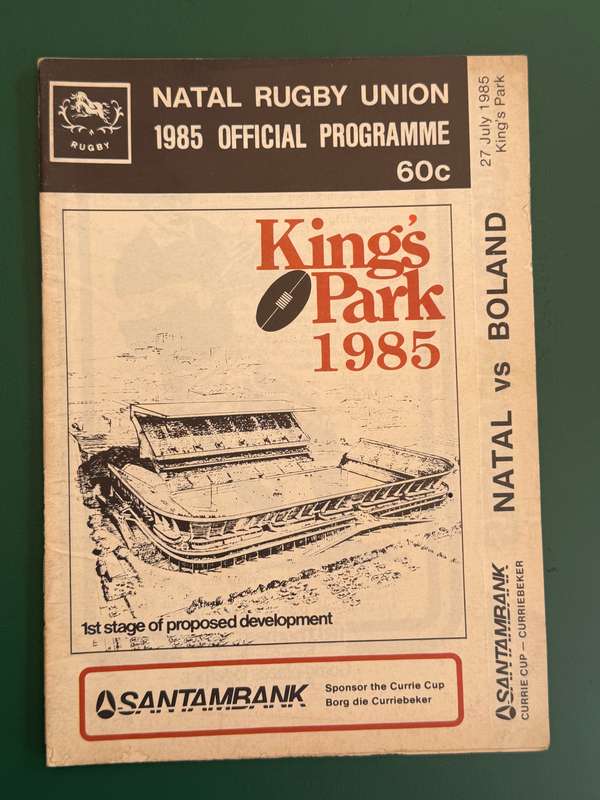 RUGBY
NATAL RUGBY UNION
1985 OFFICIAL PROGRAMME
60c
King's
Park
1985
1st stage of proposed development
SANTAMBANK
Sponsor the Currie Cup
Borg die Curriebeker
27 July 1985
King's Park
NATAL vs BOLAND
SANTAMBANK
CURRIE CUP – CURRIEBEKER